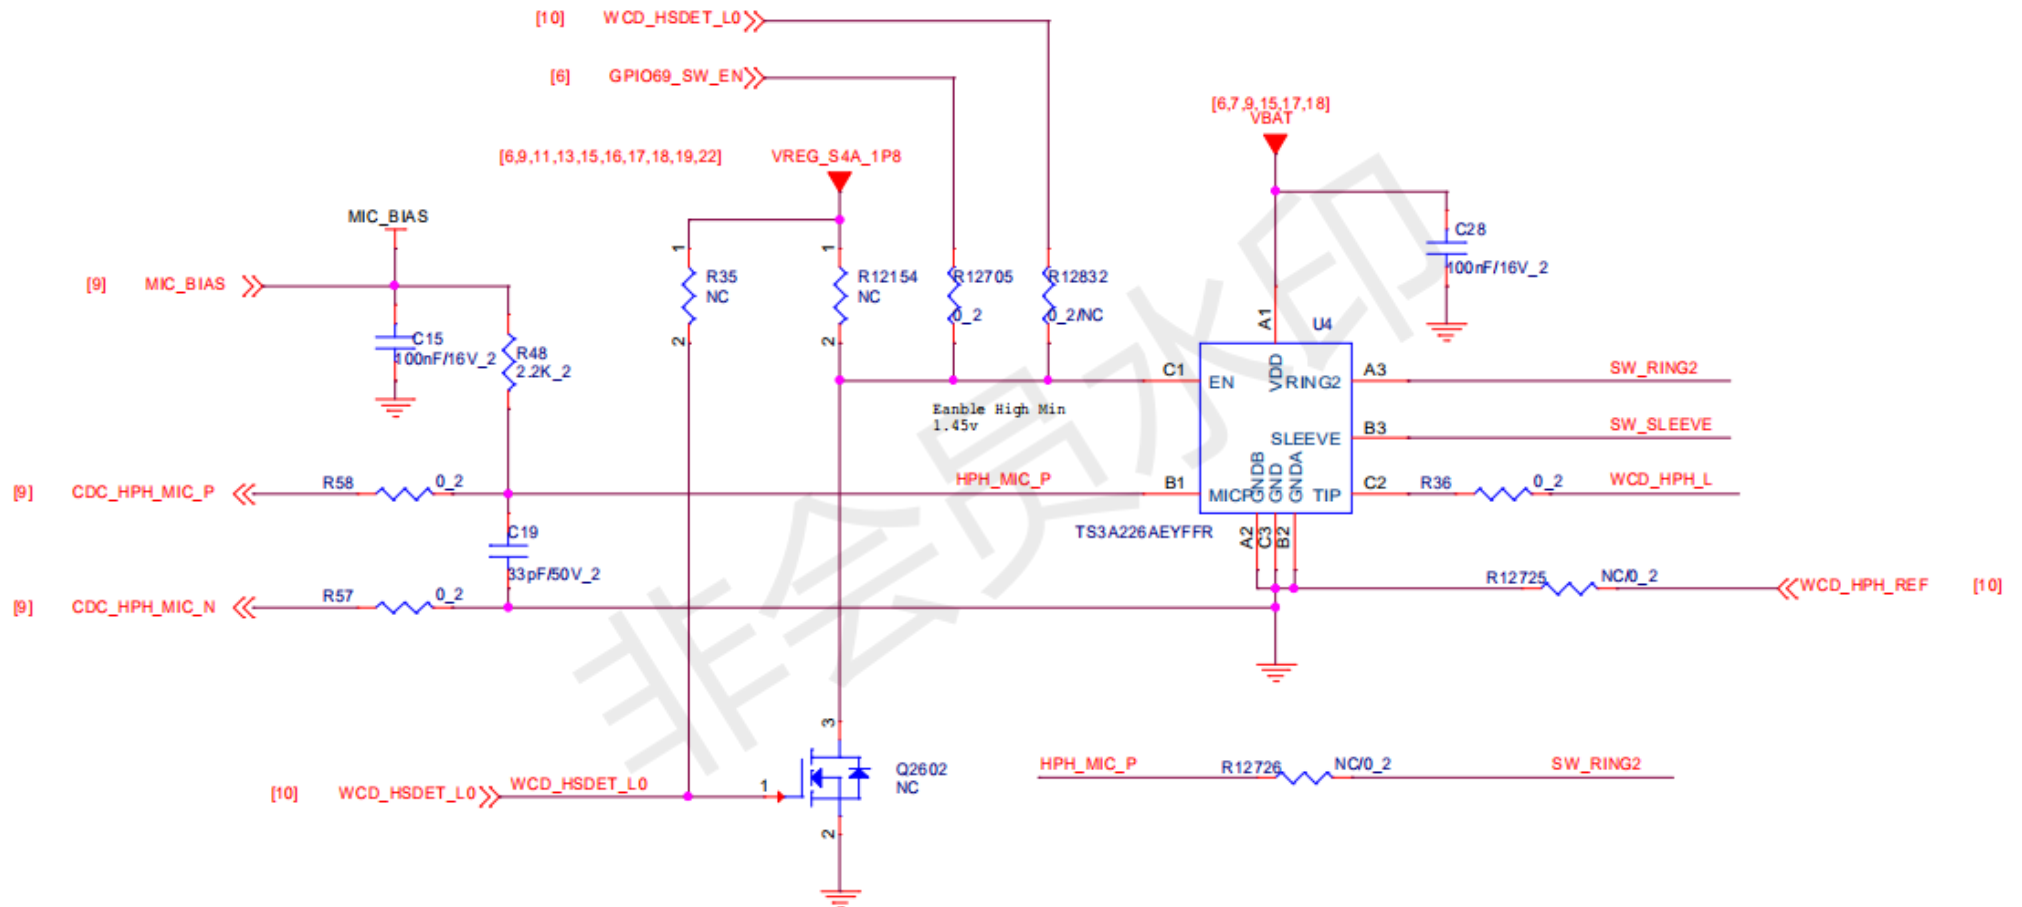 [10] WCD_HSDET_L0
[6] GPIO69_SW_EN
[6,7,9,15,17,18]
VBAT
[6,9,11,13,15,16,17,18,19,22] VREG_S4A_1P8
MIC_BIAS
[9] MIC_BIAS
C15
100nF/16V_2
R48
2.2K_2
1
R35
NC
2
1
R12154
NC
2
R12705
0_2
R12832
0_2/NC
C28
100nF/16V_2
A1
U4
C1
EN
VDD
RING2
A3
SW_RING2
Eanble High Min
1.45v
SLEEVE
B3
SW_SLEEVE
[9] CDC_HPH_MIC_P
R58
0_2
HPH_MIC_P
B1
MICP
GNDB
GND
GNDA
TIP
C2
R36
0_2
WCD_HPH_L
TS3A226AEYFFR
A2
C3
B2
C19
33pF/50V_2
[9] CDC_HPH_MIC_N
R57
0_2
R12725
NC/0_2
WCD_HPH_REF [10]
3
[10] WCD_HSDET_L0
WCD_HSDET_L0
1
Q2602
NC
2
HPH_MIC_P
R12726
NC/0_2
SW_RING2
非会员水印